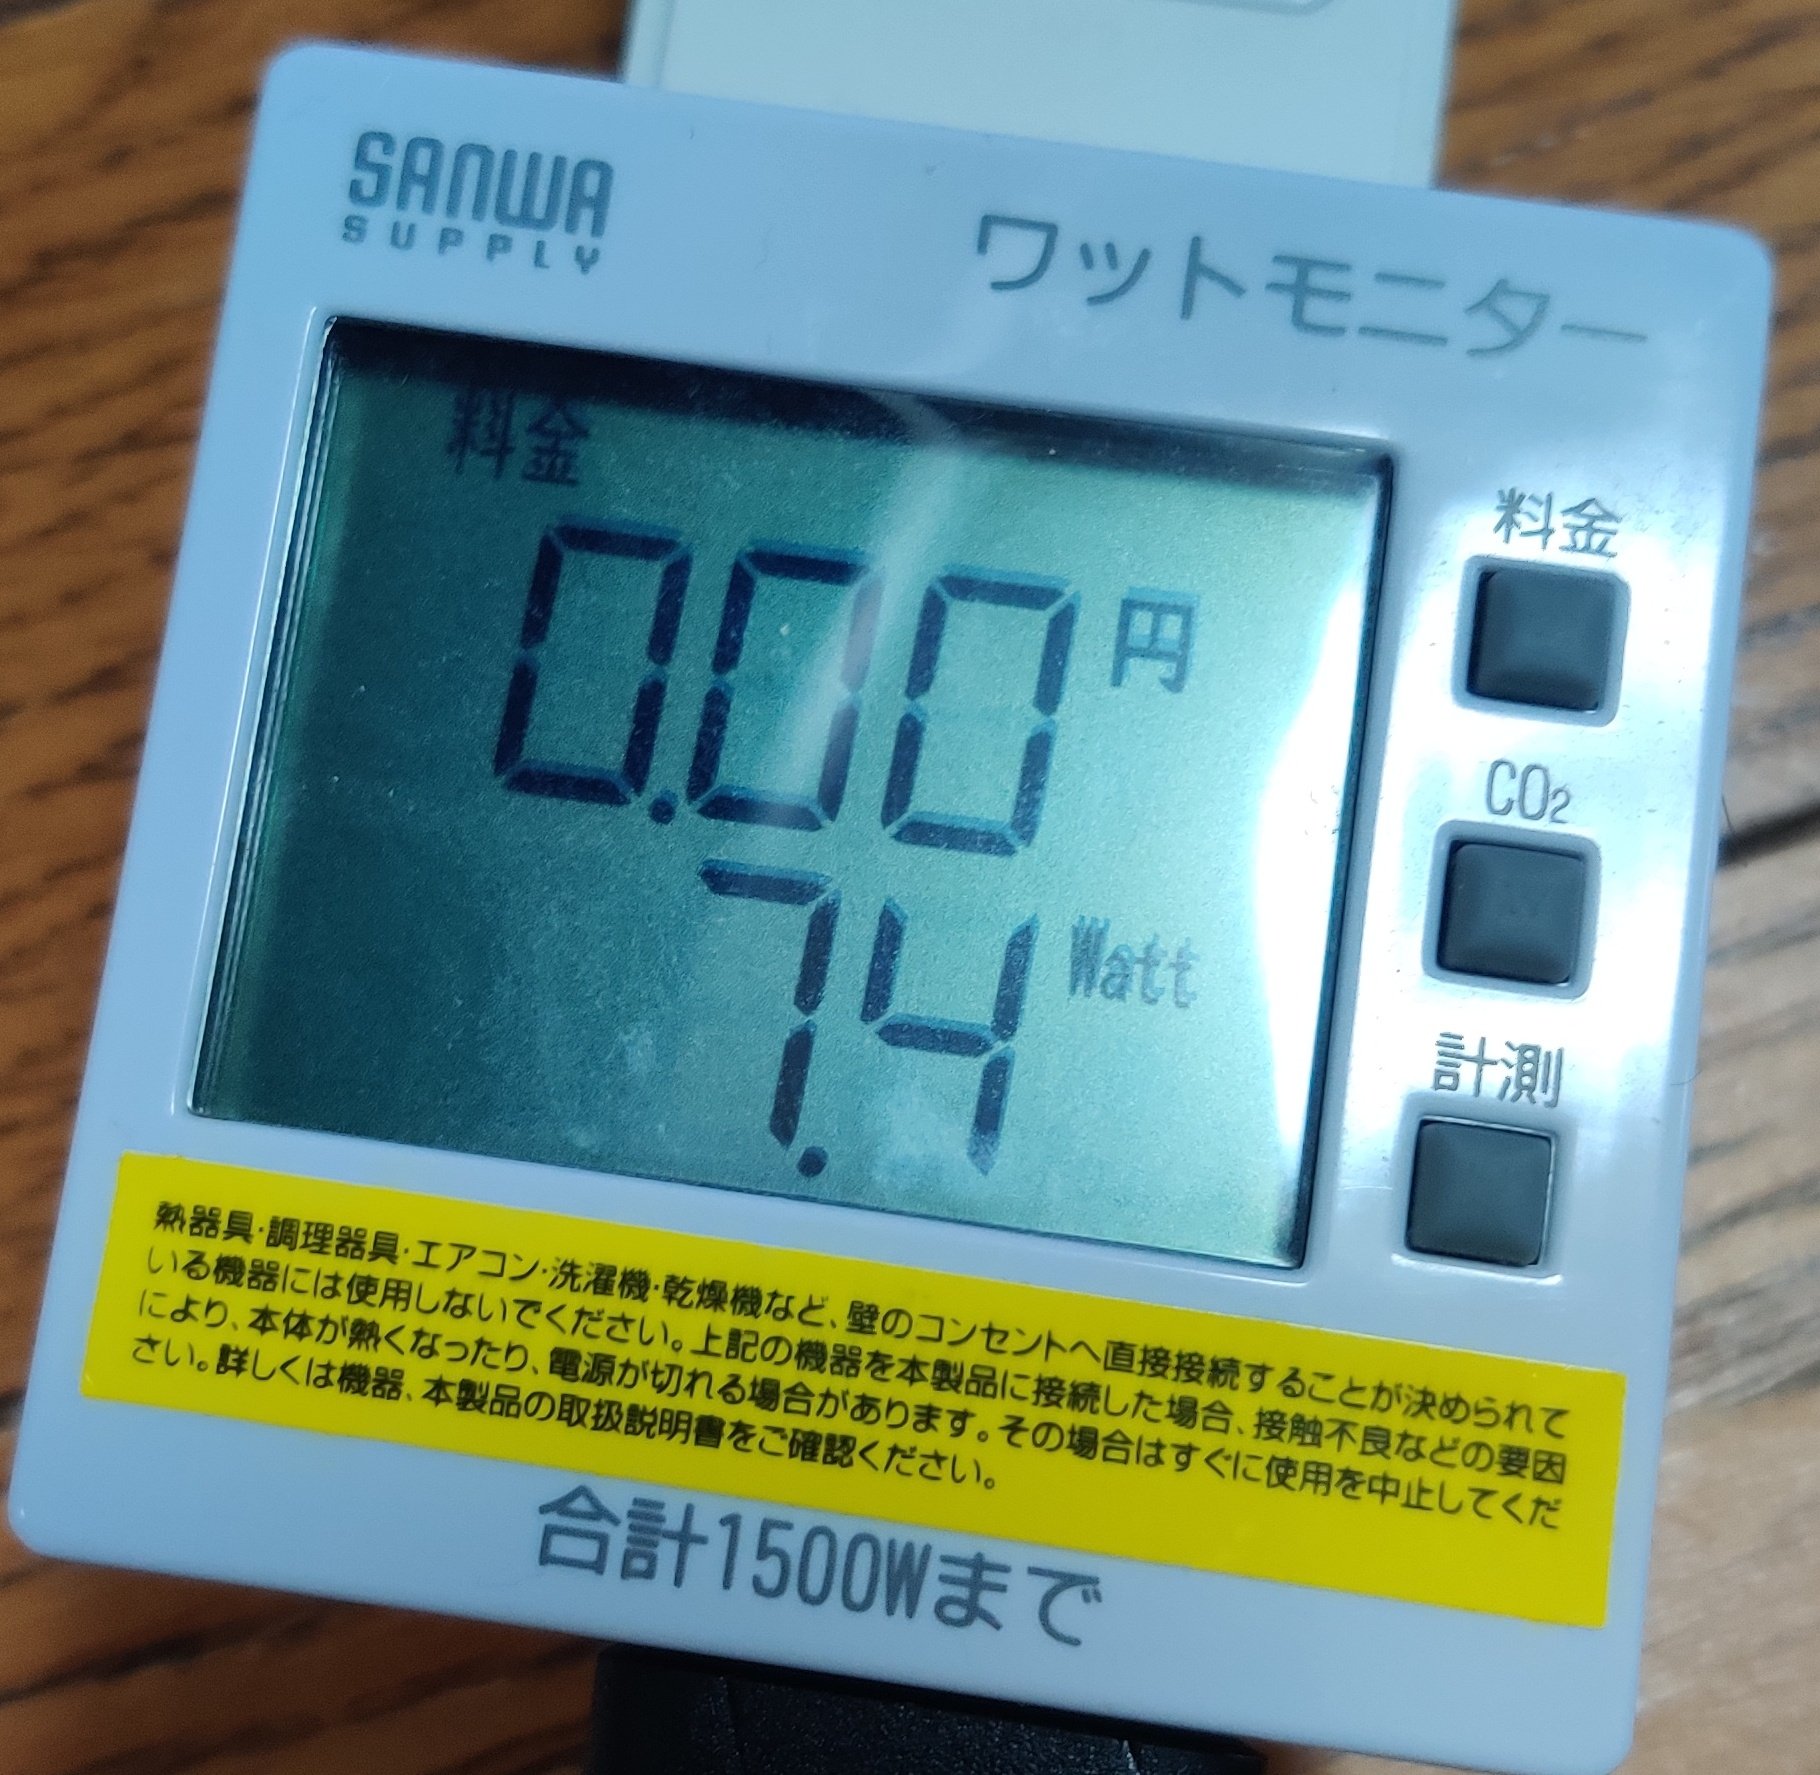 SANWA
SUPPLY
ワットモニター
料金
0.00円
7.4 Watt
料金
CO2
計測
熱器具・調理器具・エアコン・洗濯機・乾燥機など、壁のコンセントへ直接接続することが決められて
いる機器には使用しないでください。上記の機器を本製品に接続した場合、接触不良などの要因
により、本体が熱くなったり、電源が切れる場合があります。その場合はすぐに使用を中止してくだ
さい。詳しくは機器、本製品の取扱説明書をご確認ください。
合計1500Wまで